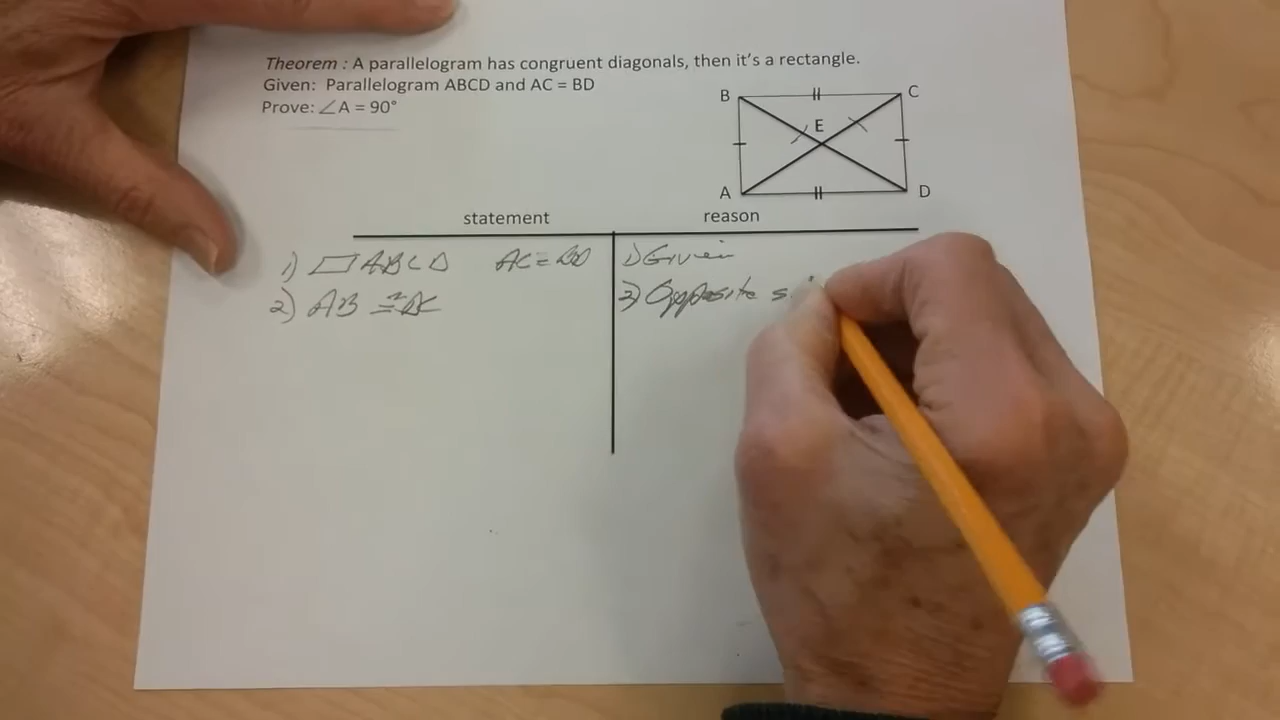 Theorem : A parallelogram has congruent diagonals, then it's a rectangle.
Given: Parallelogram ABCD and AC = BD
Prove: ∠A = 90°
B C
E
A D
statement reason
1) ▱ABCD AC = BD 1) Given
2) AB ≅ 2) Opposite